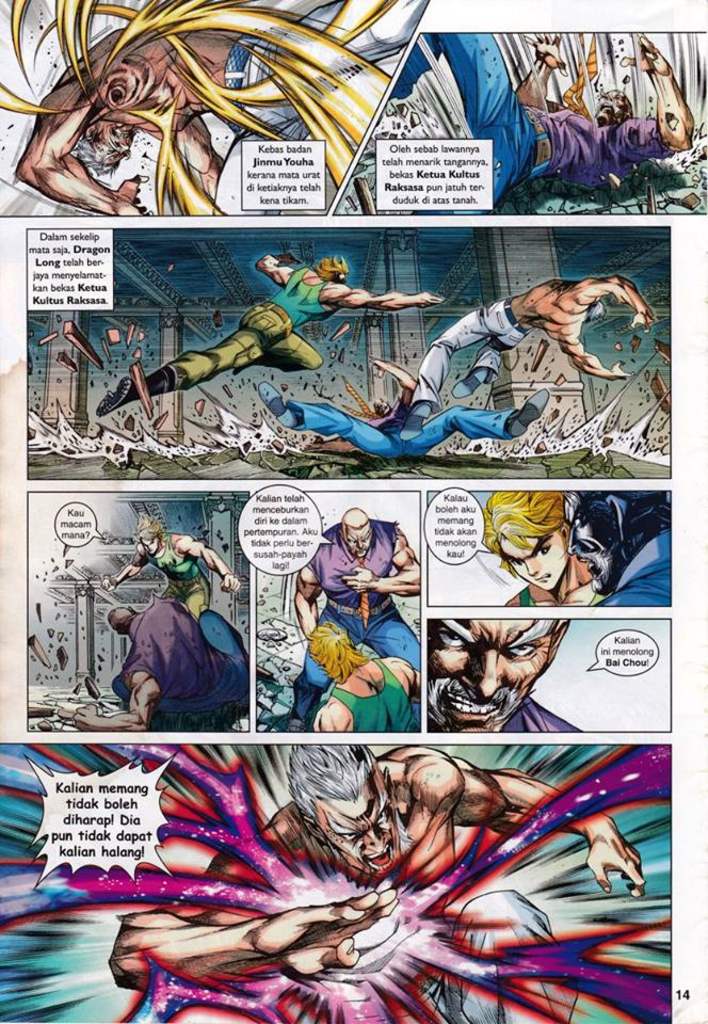 Kebas badan
Jinmu Youha
kerana mata urat
di ketiaknya telah
kena tikam.
Oleh sebab lawannya
telah menarik tangannya,
bekas Ketua Kultus
Raksasa pun jatuh ter-
duduk di atas tanah.
Dalam sekelip
mata saja, Dragon
Long telah ber-
jaya menyelamat-
kan bekas Ketua
Kultus Raksasa.
Kau
macam
mana?
Kalian telah
menceburkan
diri ke dalam
pertempuran. Aku
tidak perlu ber-
susah-payah
lagi!
Kalau
boleh aku
memang
tidak akan
menolong
kau!
Kalian
ini menolong
Bai Chou!
Kalian memang
tidak boleh
diharap! Dia
pun tidak dapat
kalian halang!
14